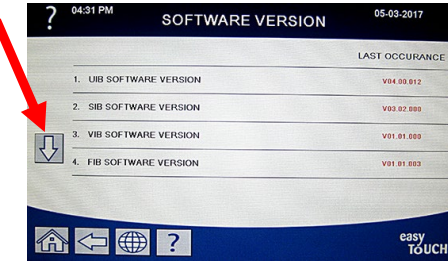 ? 04:31 PM SOFTWARE VERSION 05-03-2017
LAST OCCURANCE
1. UIB SOFTWARE VERSION V04.00.012
2. SIB SOFTWARE VERSION V03.02.000
3. VIB SOFTWARE VERSION V01.01.000
4. FIB SOFTWARE VERSION V01.01.003
?
easy
TOUCH